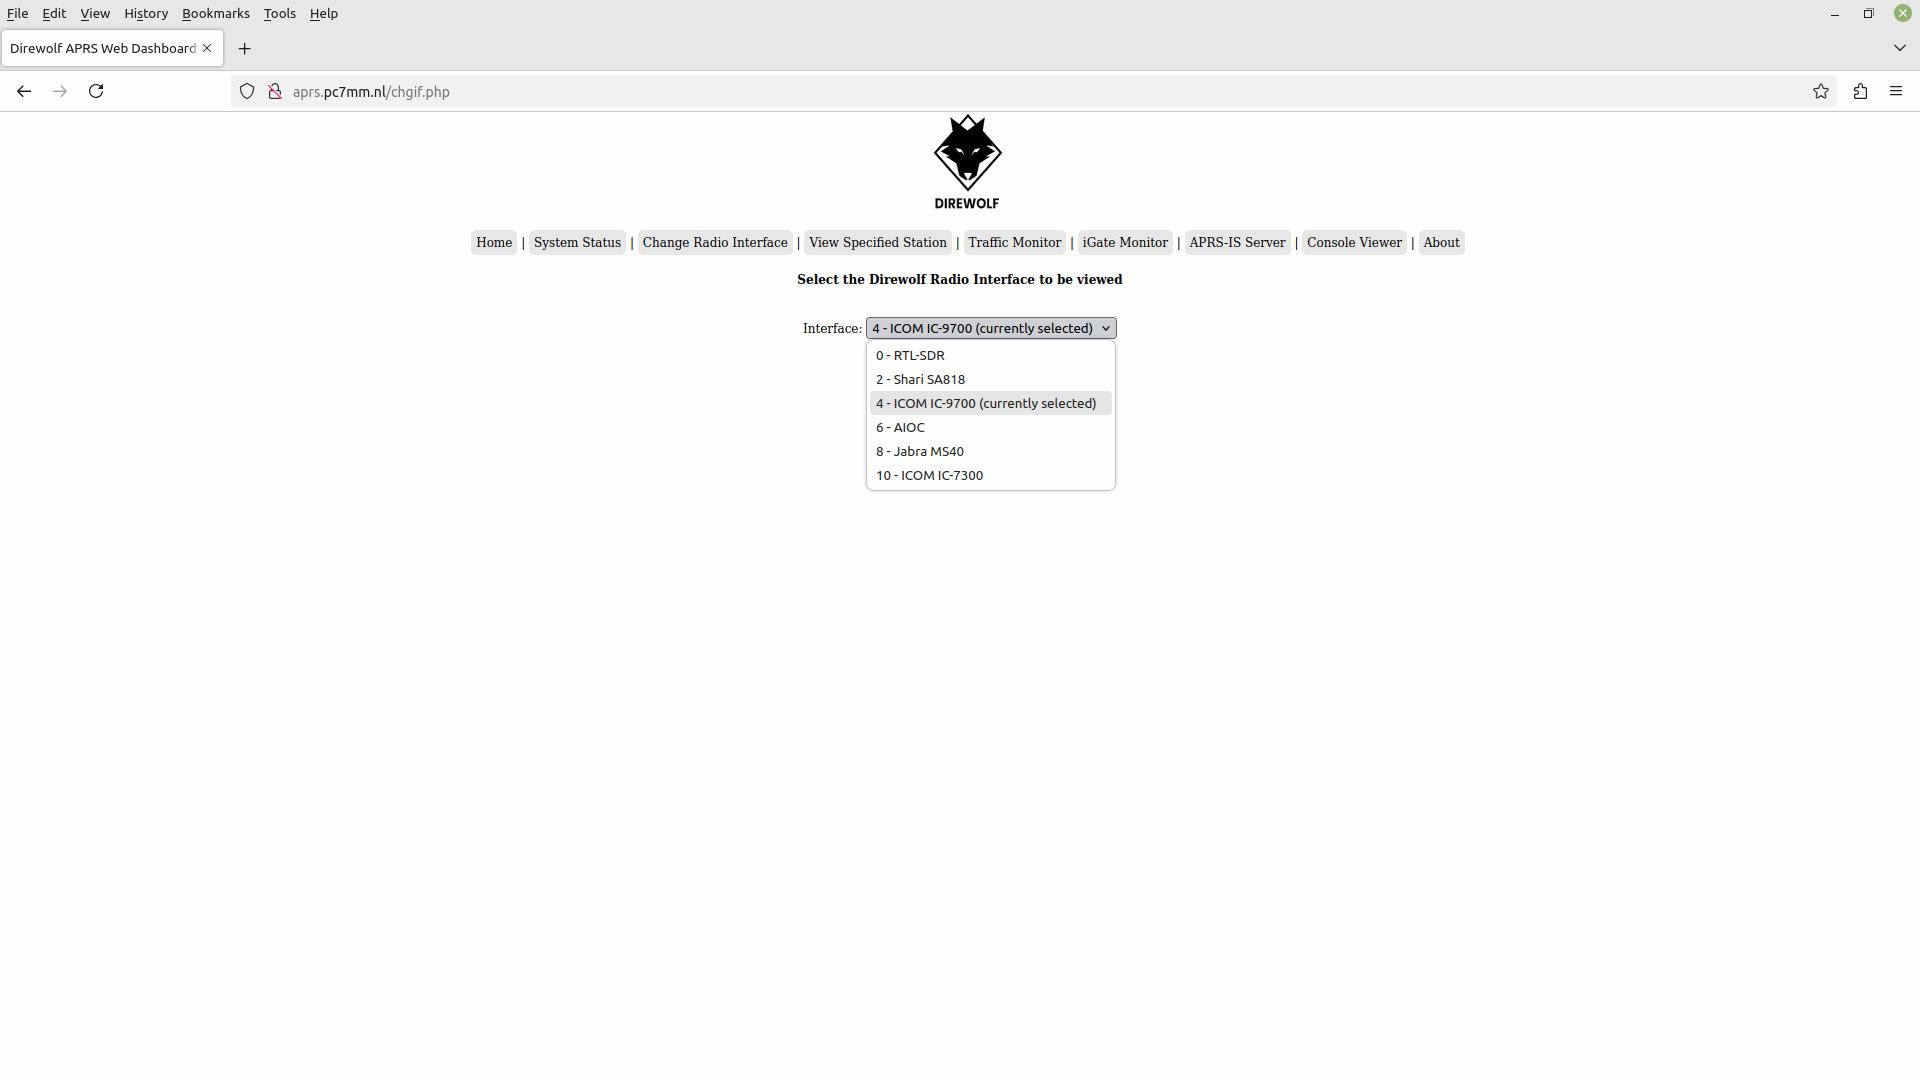 File Edit View History Bookmarks Tools Help
Direwolf APRS Web Dashboard
aprs.pc7mm.nl/chgif.php
DIREWOLF
Home | System Status | Change Radio Interface | View Specified Station | Traffic Monitor | iGate Monitor | APRS-IS Server | Console Viewer | About
Select the Direwolf Radio Interface to be viewed
Interface: 4 - ICOM IC-9700 (currently selected)
0 - RTL-SDR
2 - Shari SA818
4 - ICOM IC-9700 (currently selected)
6 - AIOC
8 - Jabra MS40
10 - ICOM IC-7300